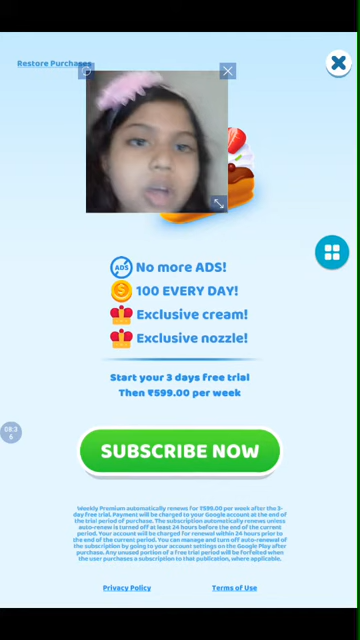 Restore Purchases
ADS No more ADS!
100 EVERY DAY!
Exclusive cream!
Exclusive nozzle!
Start your 3 days free trial
Then ₹599.00 per week
08:3
6
SUBSCRIBE NOW
Weekly Premium automatically renews for ₹599.00 per week after the 3-
day free trial. Payment will be charged to your Google account at the end of
the trial period of purchase. The subscription automatically renews unless
auto-renew is turned off at least 24 hours before the end of the current period.
Your account will be charged for renewal within 24 hours prior to
the end of the current period. You can manage and turn off auto-renewal of
the subscription by going to your account settings on the Google Play after
purchase. Any unused portion of a free trial period will be forfeited when
the user purchases a subscription to that publication, where applicable.
Privacy Policy
Terms of Use